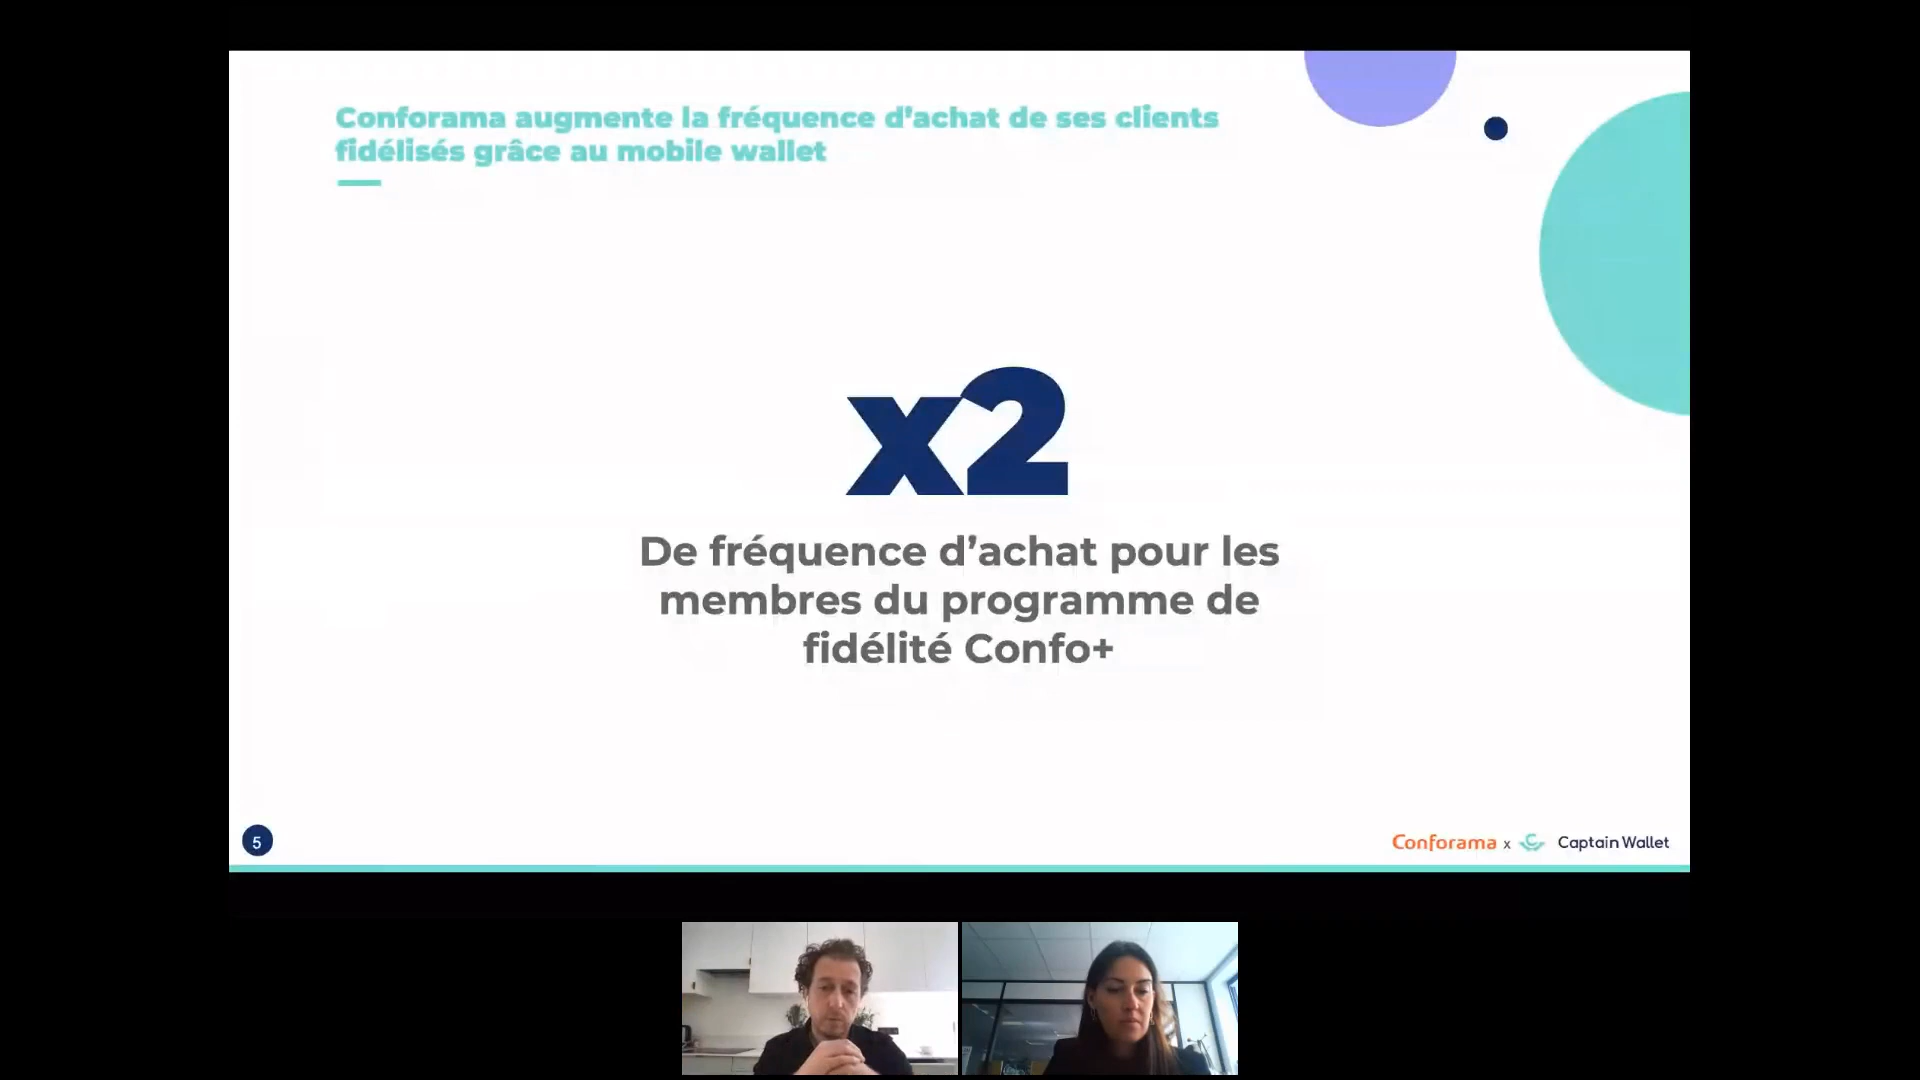 Conforama augmente la fréquence d'achat de ses clients
fidélisés grâce au mobile wallet
x2
De fréquence d’achat pour les
membres du programme de
fidélité Confo+
5
Conforama x Captain Wallet